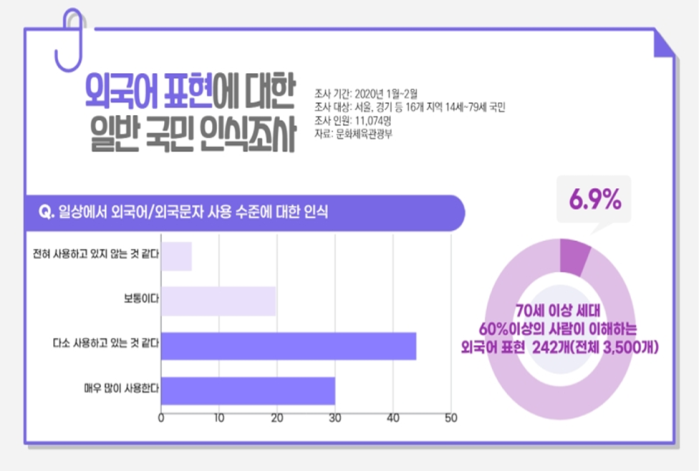 외국어 표현에 대한
일반 국민 인식조사
조사 기간: 2020년 1월~2월
조사 대상: 서울, 경기 등 16개 지역 14세~79세 국민
조사 인원: 11,074명
자료: 문화체육관광부
Q. 일상에서 외국어/외국문자 사용 수준에 대한 인식
전혀 사용하고 있지 않는 것 같다
보통이다
다소 사용하고 있는 것 같다
매우 많이 사용한다
0 10 20 30 40 50
6.9%
70세 이상 세대
60%이상의 사람이 이해하는
외국어 표현 242개(전체 3,500개)